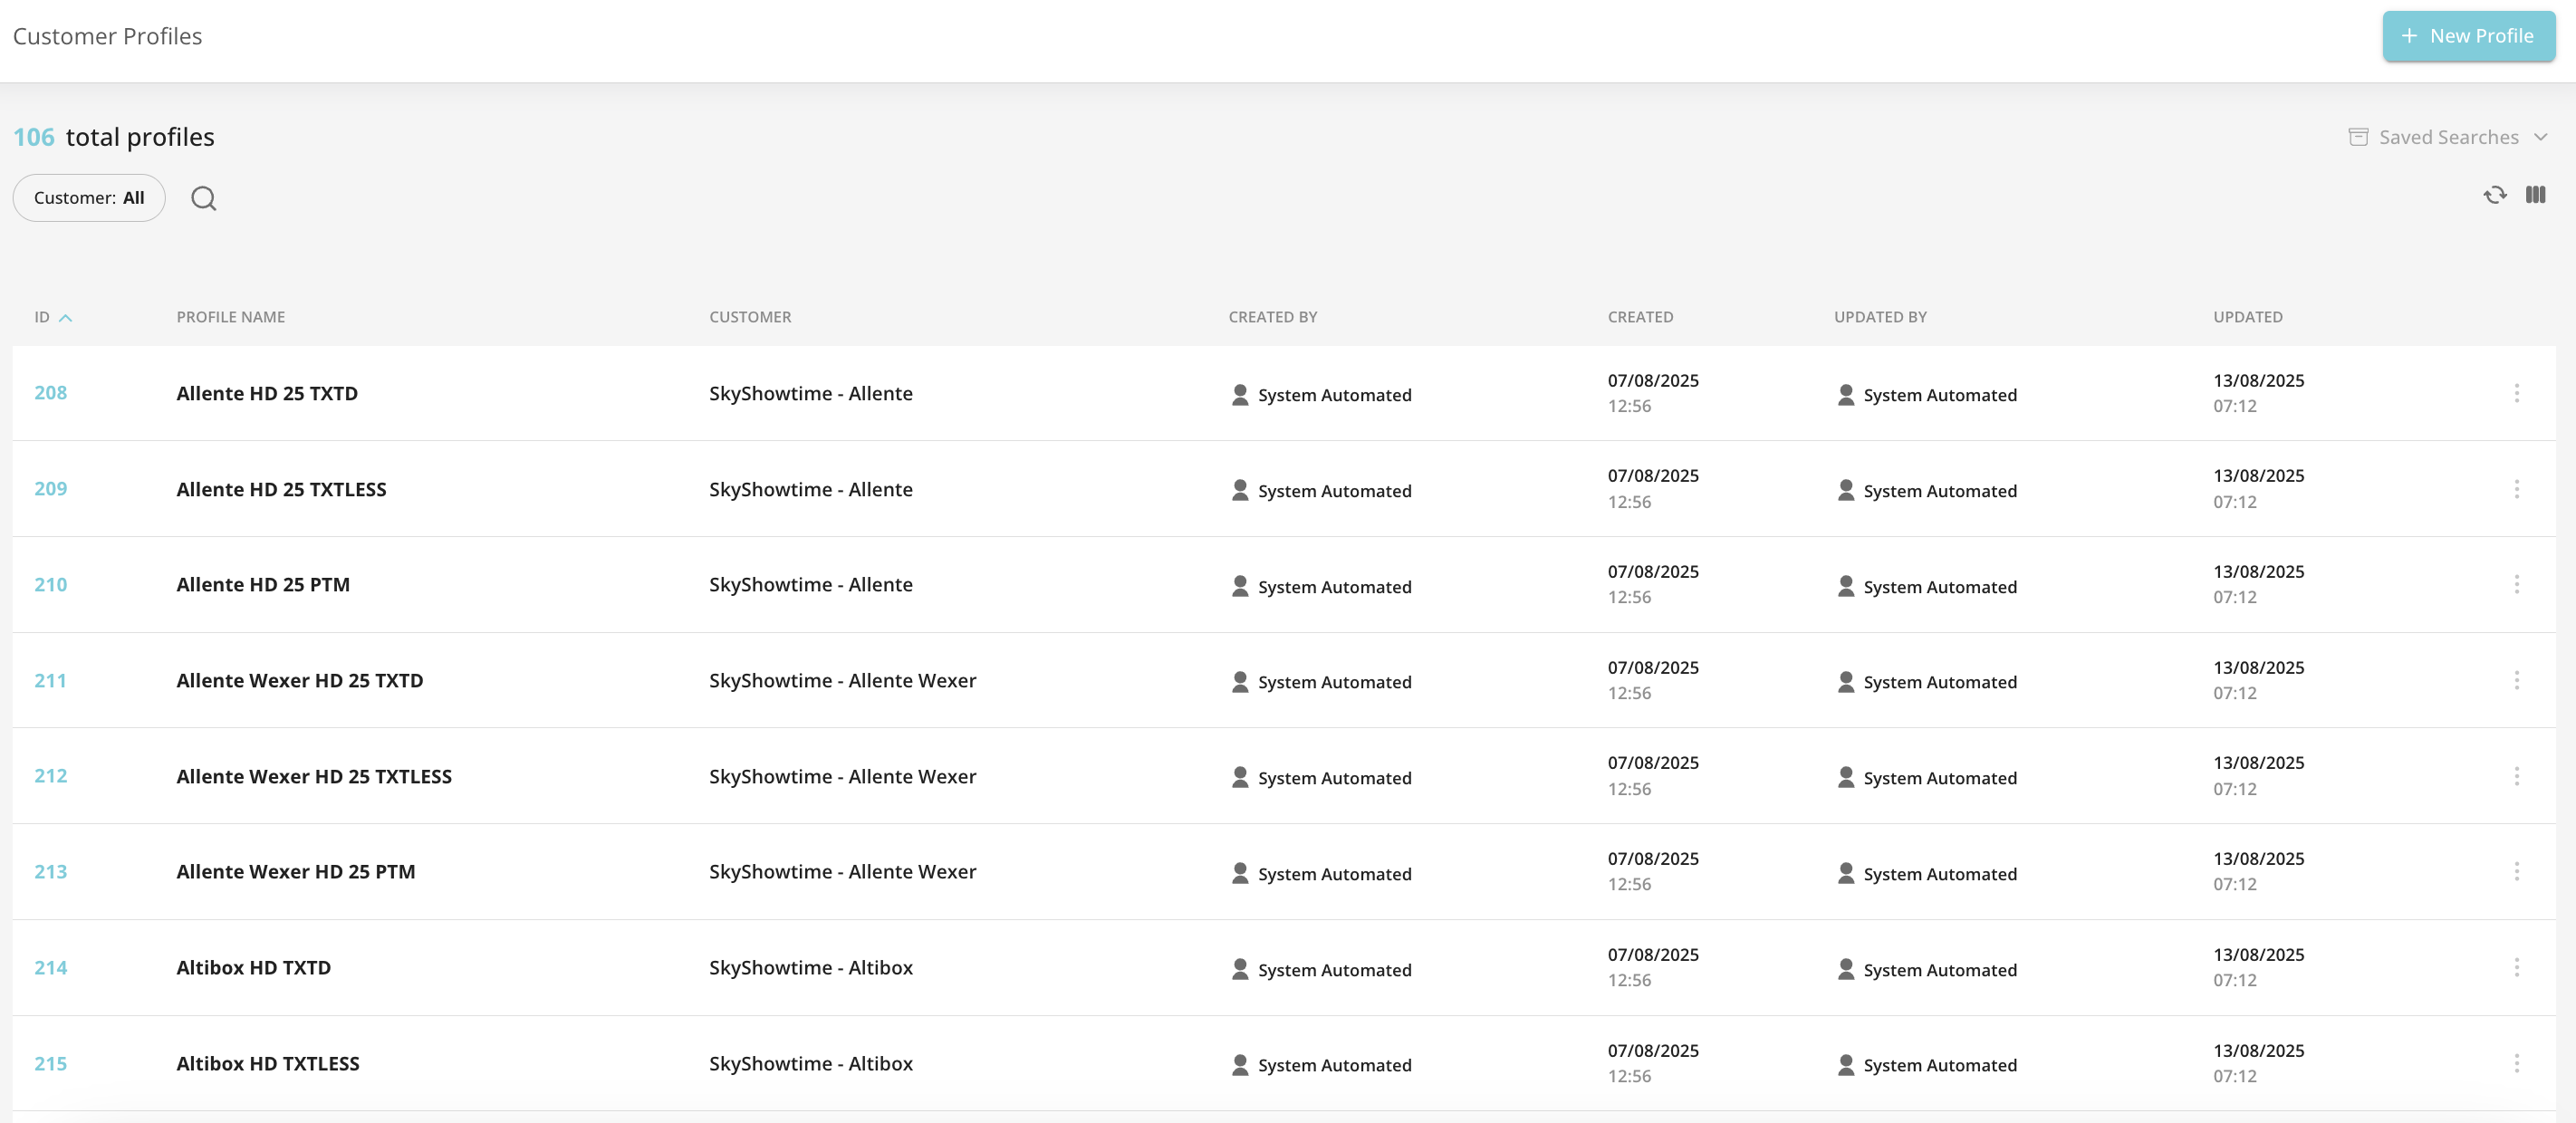 Customer Profiles
+ New Profile
106 total profiles
Saved Searches
Customer: All
ID PROFILE NAME CUSTOMER CREATED BY CREATED UPDATED BY UPDATED
208 Allente HD 25 TXTD SkyShowtime - Allente System Automated 07/08/2025 System Automated 13/08/2025
12:56 07:12
209 Allente HD 25 TXTLESS SkyShowtime - Allente System Automated 07/08/2025 System Automated 13/08/2025
12:56 07:12
210 Allente HD 25 PTM SkyShowtime - Allente System Automated 07/08/2025 System Automated 13/08/2025
12:56 07:12
211 Allente Wexer HD 25 TXTD SkyShowtime - Allente Wexer System Automated 07/08/2025 System Automated 13/08/2025
12:56 07:12
212 Allente Wexer HD 25 TXTLESS SkyShowtime - Allente Wexer System Automated 07/08/2025 System Automated 13/08/2025
12:56 07:12
213 Allente Wexer HD 25 PTM SkyShowtime - Allente Wexer System Automated 07/08/2025 System Automated 13/08/2025
12:56 07:12
214 Altibox HD TXTD SkyShowtime - Altibox System Automated 07/08/2025 System Automated 13/08/2025
12:56 07:12
215 Altibox HD TXTLESS SkyShowtime - Altibox System Automated 07/08/2025 System Automated 13/08/2025
12:56 07:12